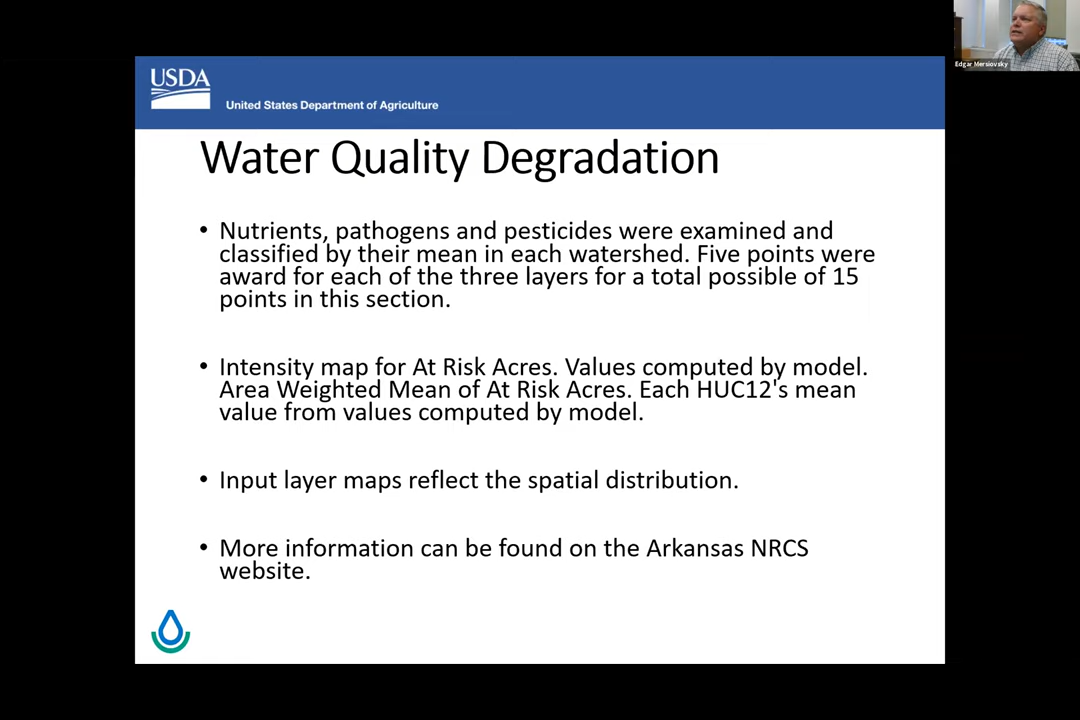 USDA
United States Department of Agriculture
Edgar Mersiovsky
Water Quality Degradation
• Nutrients, pathogens and pesticides were examined and
classified by their mean in each watershed. Five points were
award for each of the three layers for a total possible of 15
points in this section.
• Intensity map for At Risk Acres. Values computed by model.
Area Weighted Mean of At Risk Acres. Each HUC12's mean
value from values computed by model.
• Input layer maps reflect the spatial distribution.
• More information can be found on the Arkansas NRCS
website.